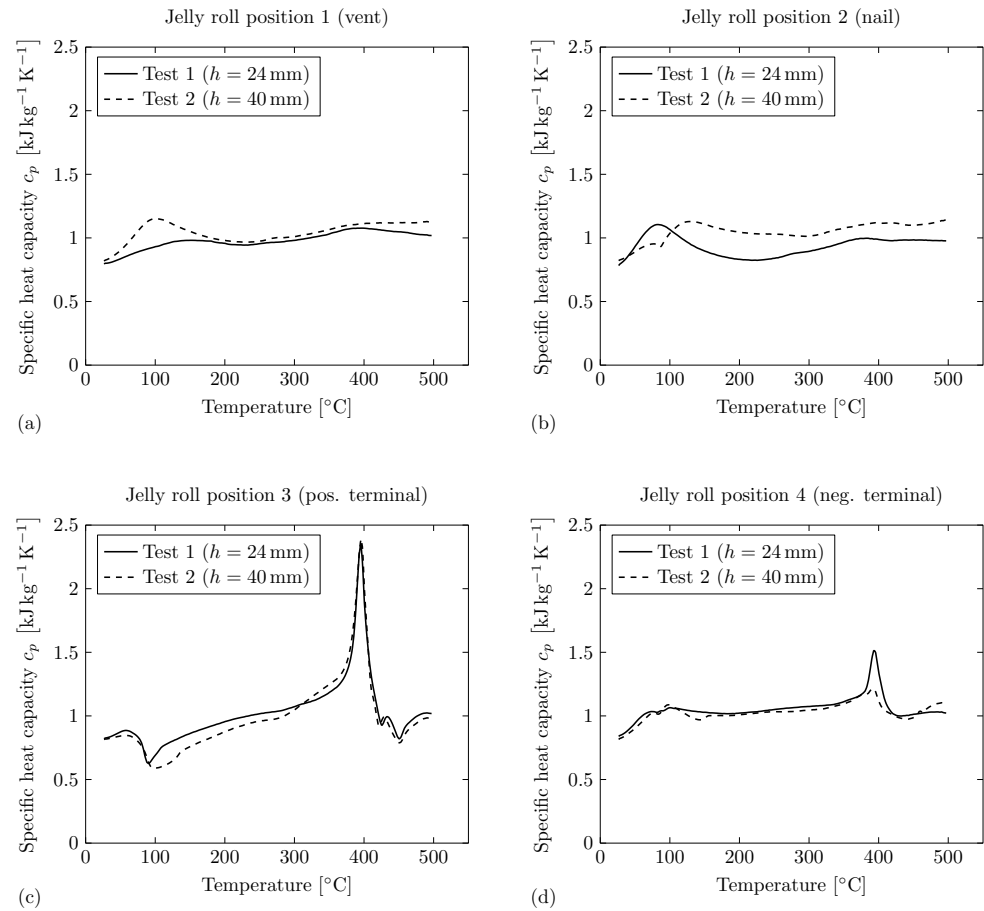 Jelly roll position 1 (vent)
Specific heat capacity c_p [kJ kg⁻¹ K⁻¹]
2.5
2
1.5
1
0.5
0
Test 1 (h = 24 mm)
Test 2 (h = 40 mm)
0 100 200 300 400 500
Temperature [°C]
(a)
Jelly roll position 2 (nail)
Specific heat capacity c_p [kJ kg⁻¹ K⁻¹]
2.5
2
1.5
1
0.5
0
Test 1 (h = 24 mm)
Test 2 (h = 40 mm)
0 100 200 300 400 500
Temperature [°C]
(b)
Jelly roll position 3 (pos. terminal)
Specific heat capacity c_p [kJ kg⁻¹ K⁻¹]
2.5
2
1.5
1
0.5
0
Test 1 (h = 24 mm)
Test 2 (h = 40 mm)
0 100 200 300 400 500
Temperature [°C]
(c)
Jelly roll position 4 (neg. terminal)
Specific heat capacity c_p [kJ kg⁻¹ K⁻¹]
2.5
2
1.5
1
0.5
0
Test 1 (h = 24 mm)
Test 2 (h = 40 mm)
0 100 200 300 400 500
Temperature [°C]
(d)